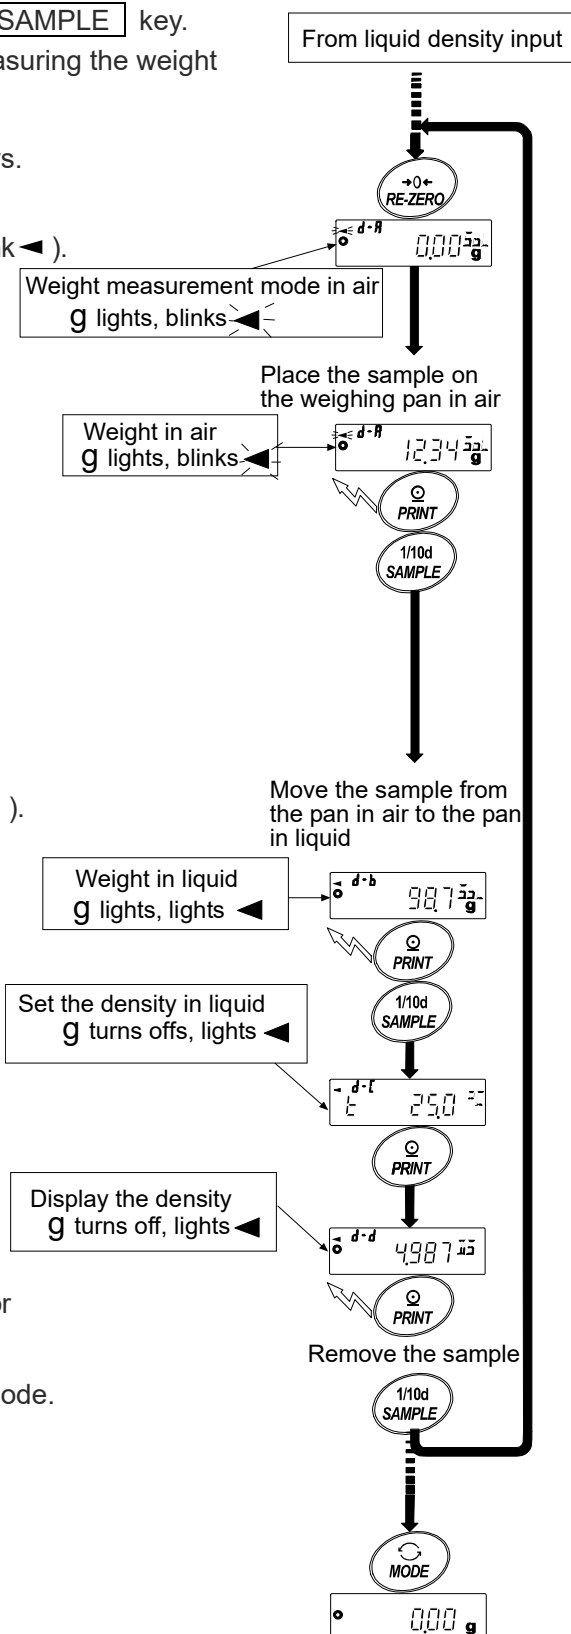 SAMPLE key.
From liquid density input
asuring the weight
s.
→0←
RE-ZERO
k ◄ ).
d-A
0.00 g
Weight measurement mode in air
g lights, blinks ◄
Place the sample on
the weighing pan in air
Weight in air
g lights, blinks ◄
d-A
12.34 g
PRINT
1/10d
SAMPLE
).
Move the sample from
the pan in air to the pan
in liquid
Weight in liquid
g lights, lights ◄
d-b
9.87 g
PRINT
1/10d
SAMPLE
Set the density in liquid
g turns offs, lights ◄
d-C
t 25.0
PRINT
Display the density
g turns off, lights ◄
d-d
4.987
or
PRINT
Remove the sample
ode.
1/10d
SAMPLE
MODE
0.00 g